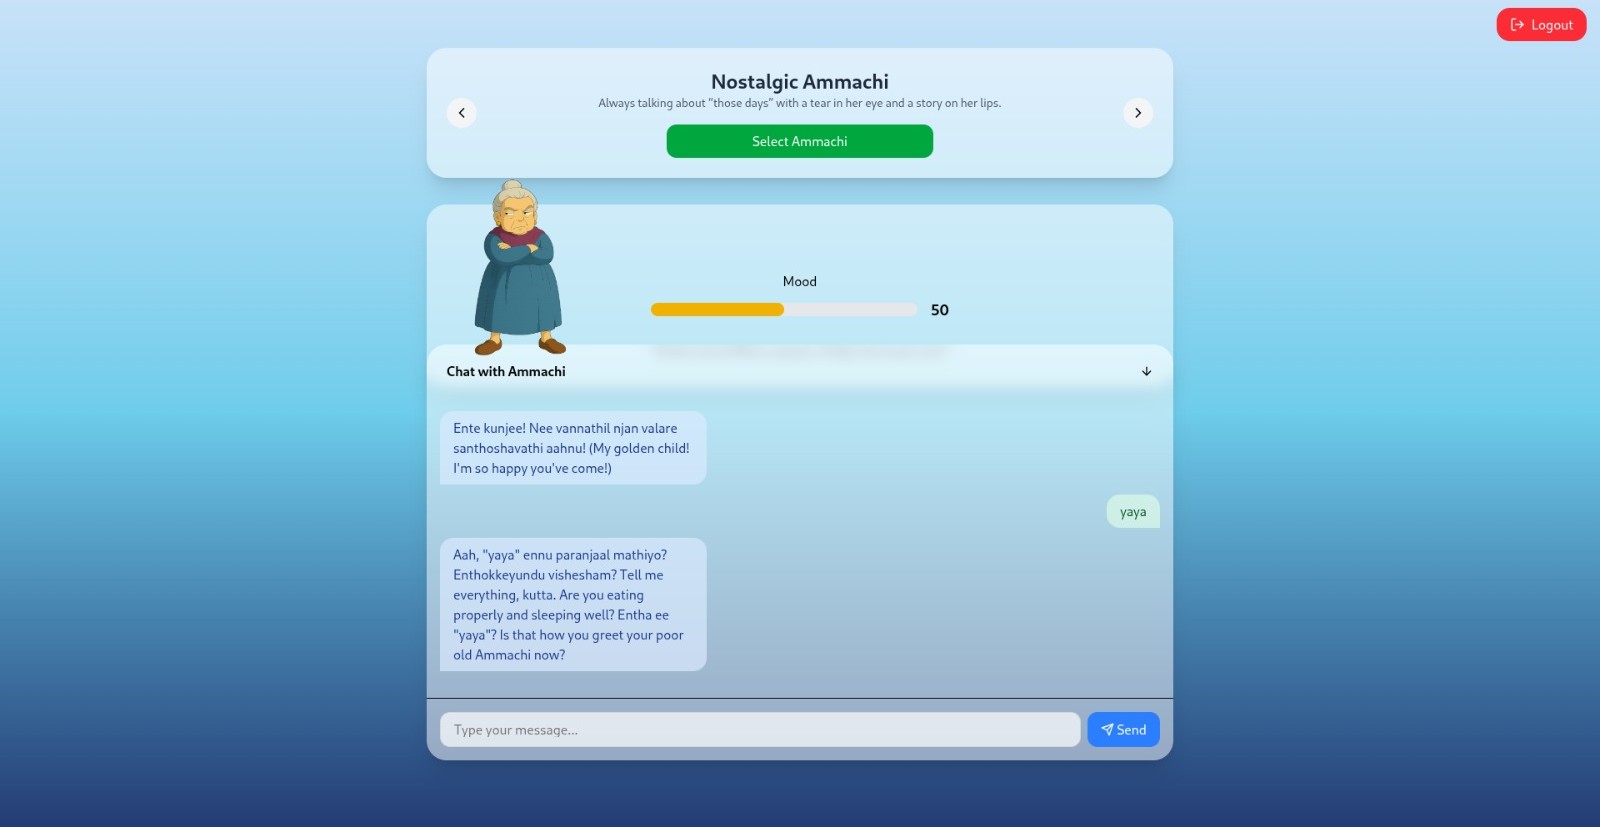 Logout
Nostalgic Ammachi
Always talking about “those days” with a tear in her eye and a story on her lips.
Select Ammachi
Mood
50
Chat with Ammachi
Ente kunjee! Nee vannathil njan valare
santhoshavathi aahnu! (My golden child!
I'm so happy you've come!)
yaya
Aah, "yaya" ennu paranjaal mathiyo?
Enthokkeyundu vishesham? Tell me
everything, kutta. Are you eating
properly and sleeping well? Entha ee
"yaya"? Is that how you greet your poor
old Ammachi now?
Type your message...
Send